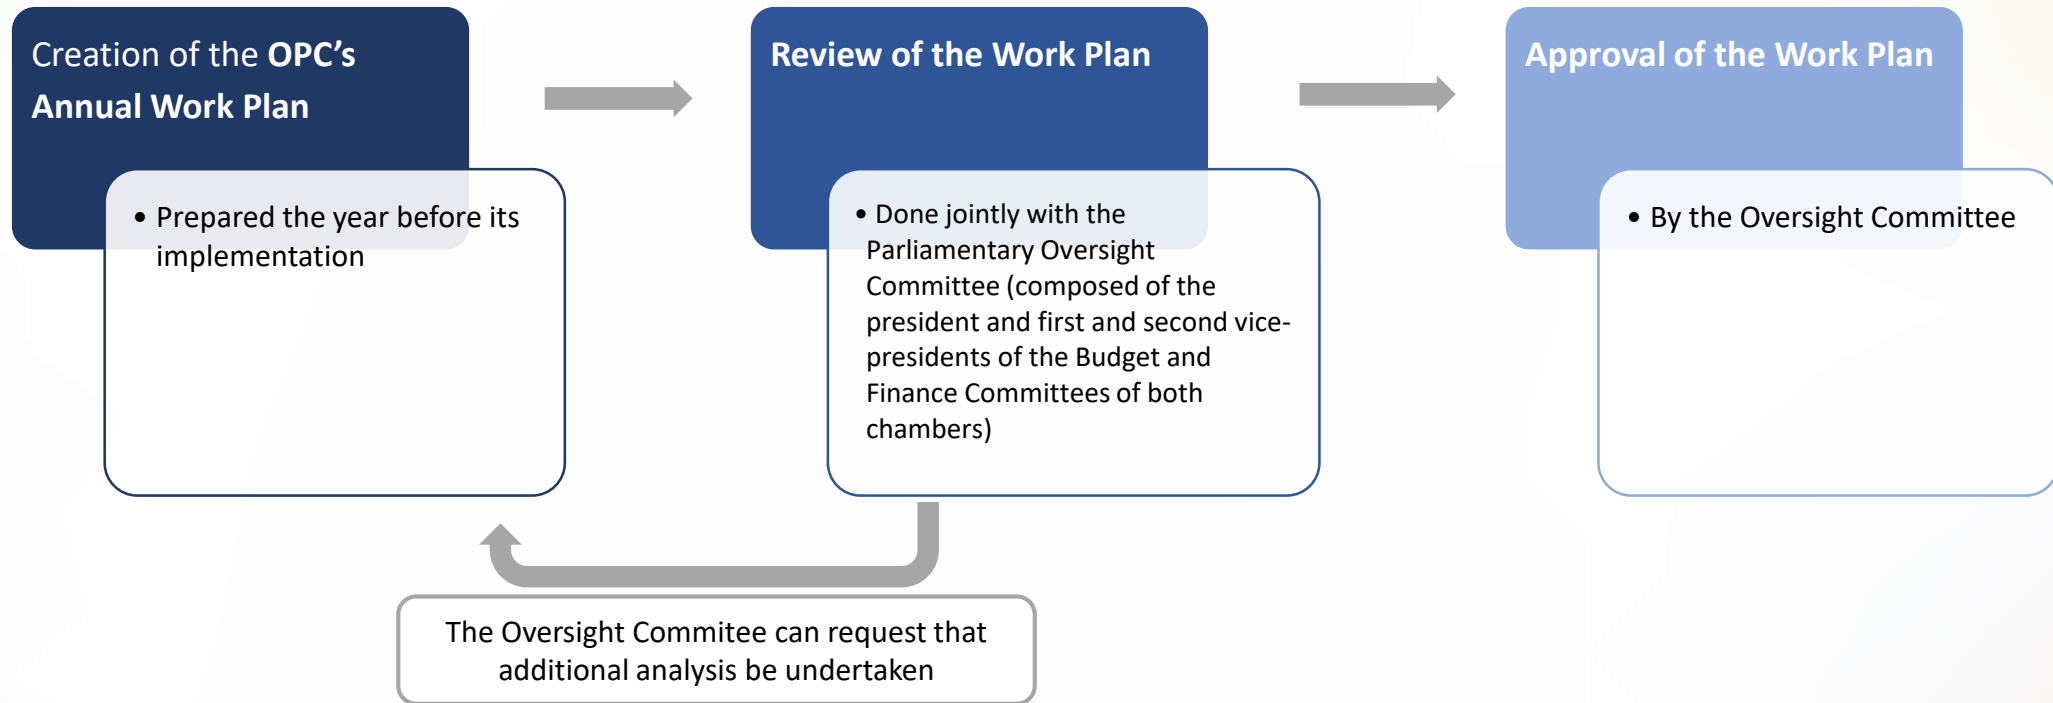 Creation of the OPC's
Annual Work Plan
• Prepared the year before its
implementation
Review of the Work Plan
• Done jointly with the
Parliamentary Oversight
Committee (composed of the
president and first and second vice-
presidents of the Budget and
Finance Committees of both
chambers)
Approval of the Work Plan
• By the Oversight Committee
The Oversight Commitee can request that
additional analysis be undertaken